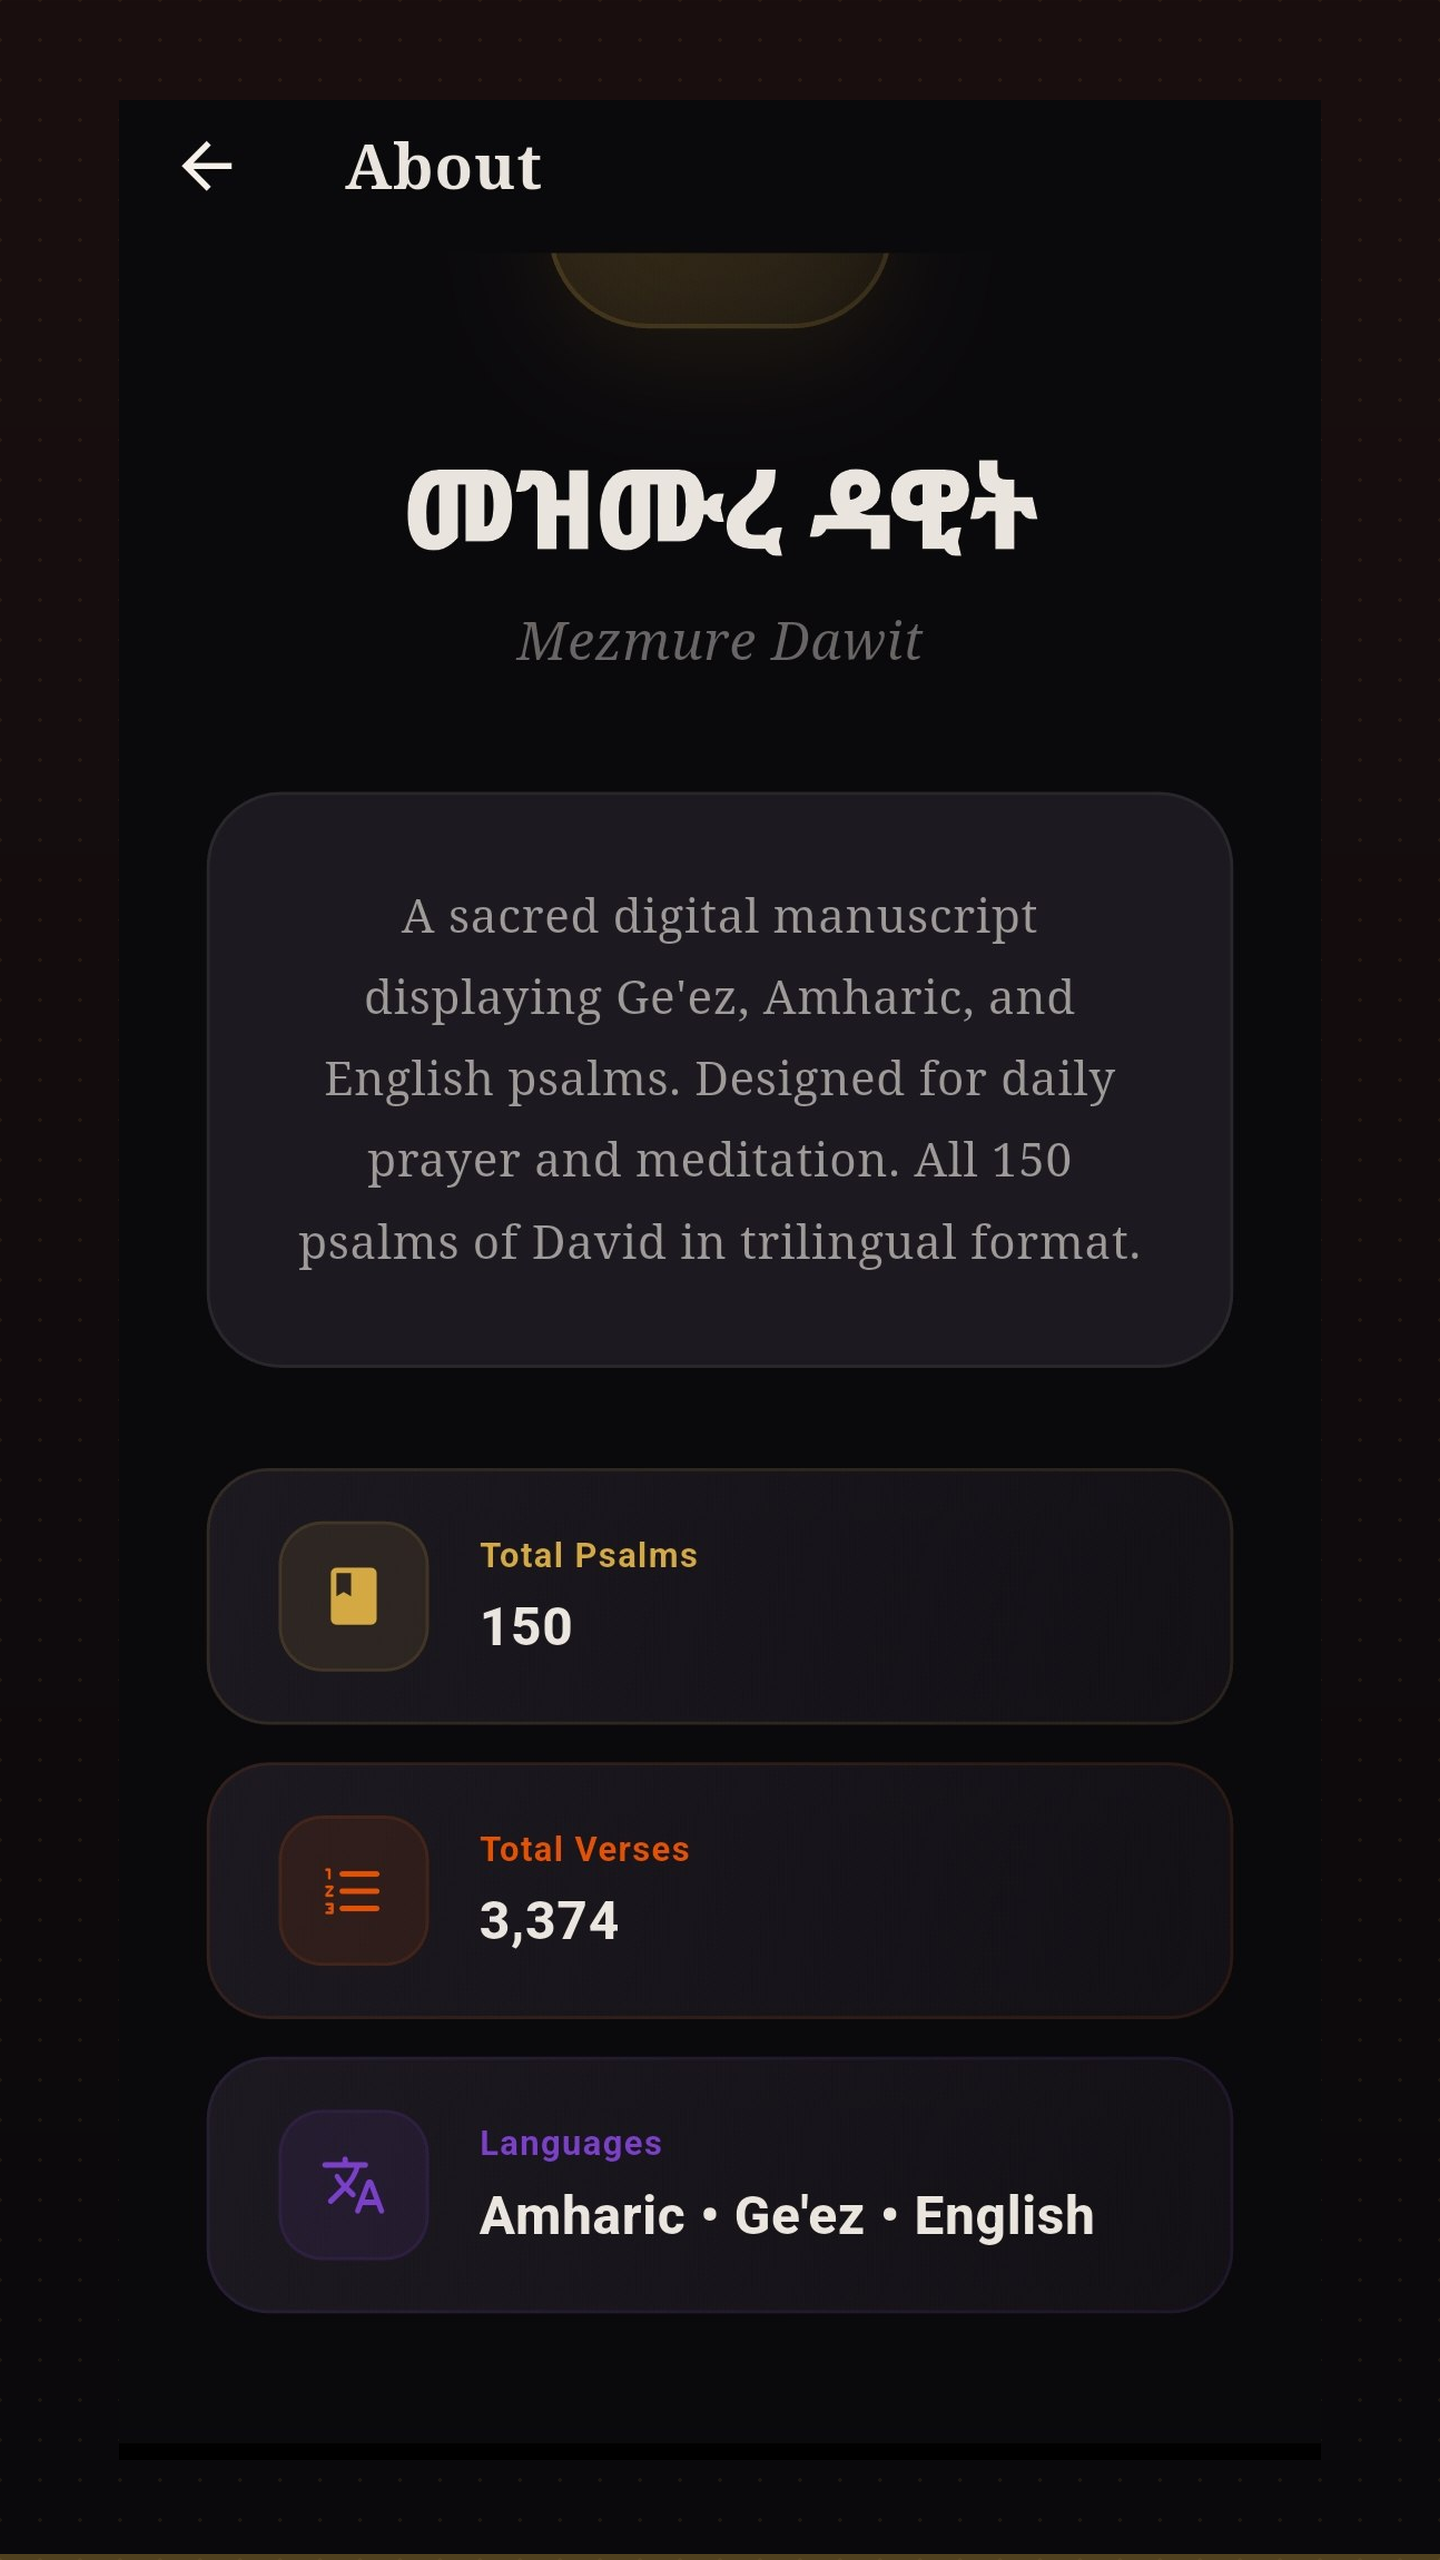 About
መዝሙረ ዳዊት
Mezmure Dawit
A sacred digital manuscript
displaying Ge'ez, Amharic, and
English psalms. Designed for daily
prayer and meditation. All 150
psalms of David in trilingual format.
Total Psalms
150
Total Verses
3,374
Languages
Amharic • Ge'ez • English